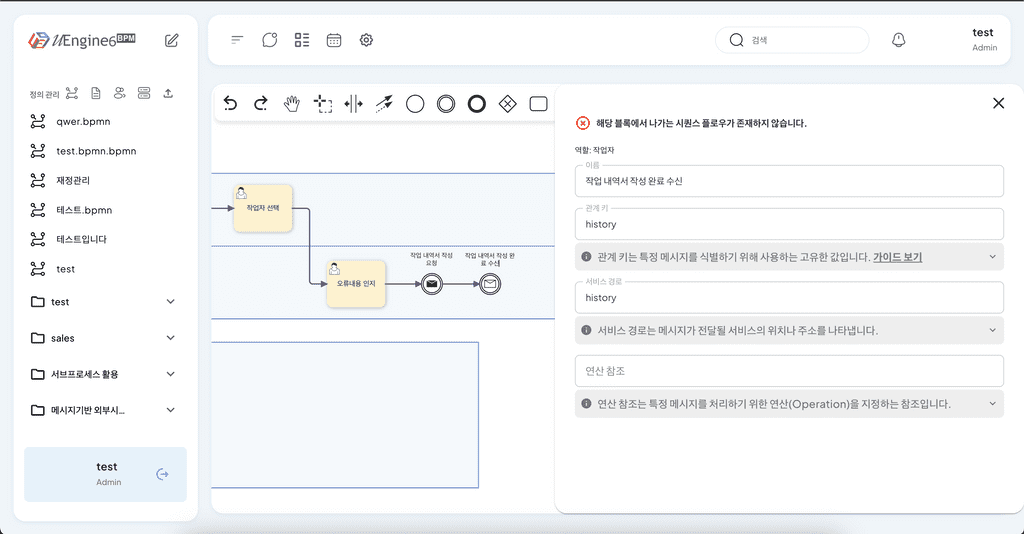 uEngine6 BPM
검색
test
Admin
정의 관리
qwer.bpmn
test.bpmn.bpmn
재정관리
테스트.bpmn
테스트입니다
test
test
sales
서브프로세스 활용
메시지기반 외부시...
test
Admin
작업자 선택
작업 내역서 작성
요청
작업 내역서 작성 완
료 수신
오류내용 인지
해당 블록에서 나가는 시퀀스 플로우가 존재하지 않습니다.
역할: 작업자
이름
작업 내역서 작성 완료 수신
관계 키
history
관계 키는 특정 메시지를 식별하기 위해 사용하는 고유한 값입니다. 가이드 보기
서비스 경로
history
서비스 경로는 메시지가 전달될 서비스의 위치나 주소를 나타냅니다.
연산 참조
연산 참조는 특정 메시지를 처리하기 위한 연산(Operation)을 지정하는 참조입니다.